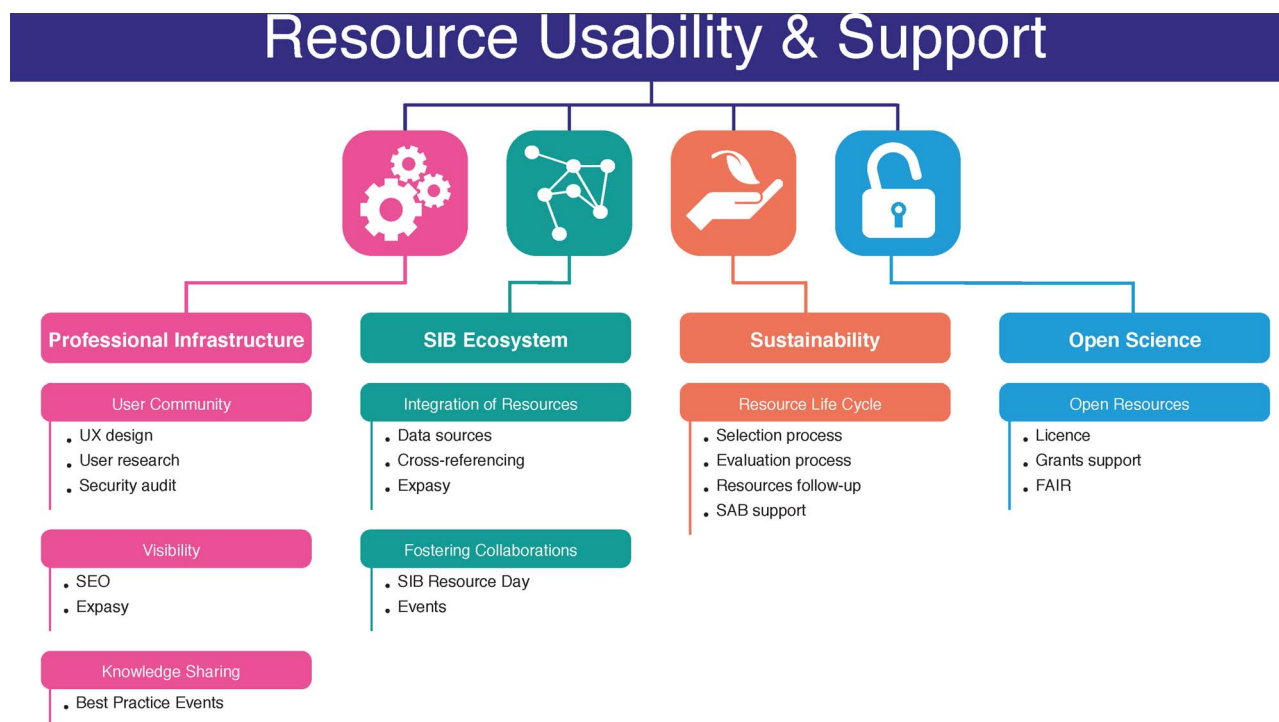 Resource Usability & Support
Professional Infrastructure
User Community
• UX design
• User research
• Security audit
Visibility
• SEO
• Expasy
Knowledge Sharing
• Best Practice Events
SIB Ecosystem
Integration of Resources
• Data sources
• Cross-referencing
• Expasy
Fostering Collaborations
• SIB Resource Day
• Events
Sustainability
Resource Life Cycle
• Selection process
• Evaluation process
• Resources follow-up
• SAB support
Open Science
Open Resources
• Licence
• Grants support
• FAIR